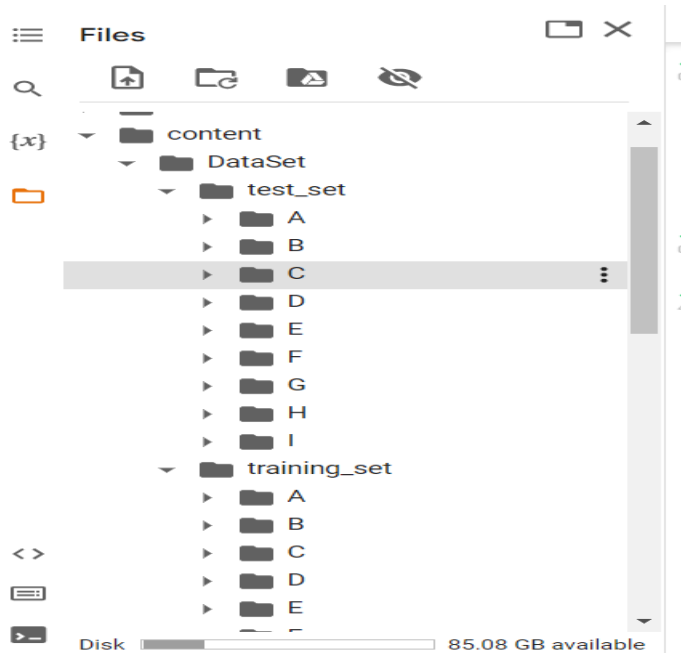 Files
{x}
content
DataSet
test_set
A
B
C
D
E
F
G
H
I
training_set
A
B
C
D
E
Disk
85.08 GB available